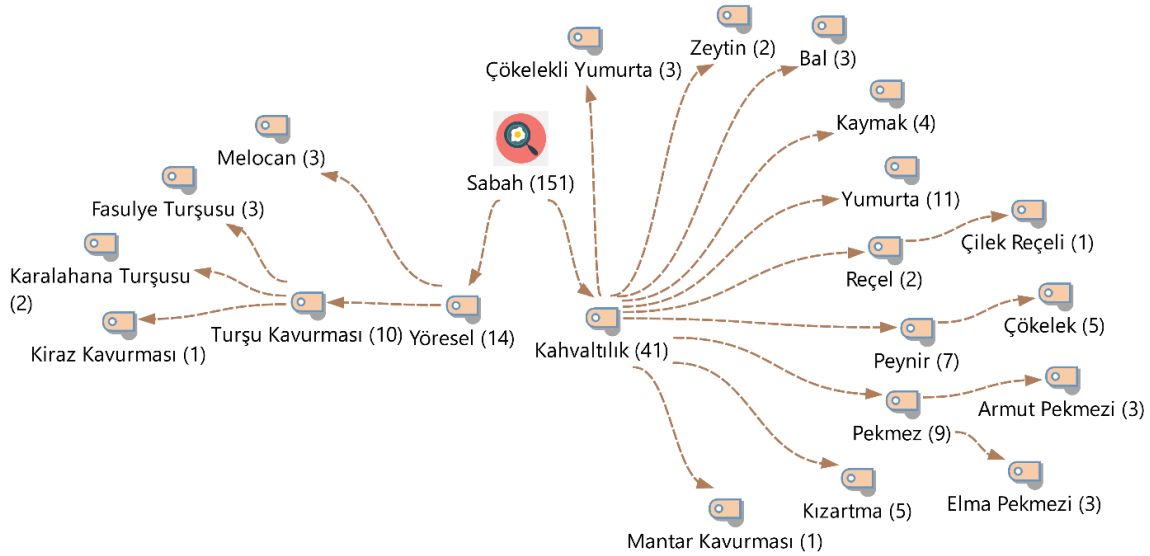 Zeytin (2)
Bal (3)
Çökelekli Yumurta (3)
Kaymak (4)
Melocan (3)
Sabah (151)
Yumurta (11)
Fasulye Turşusu (3)
Çilek Reçeli (1)
Karalahana Turşusu
(2)
Reçel (2)
Çökelek (5)
Kiraz Kavurması (1)
Turşu Kavurması (10)
Yöresel (14)
Kahvaltılık (41)
Peynir (7)
Armut Pekmezi (3)
Pekmez (9)
Elma Pekmezi (3)
Kızartma (5)
Mantar Kavurması (1)